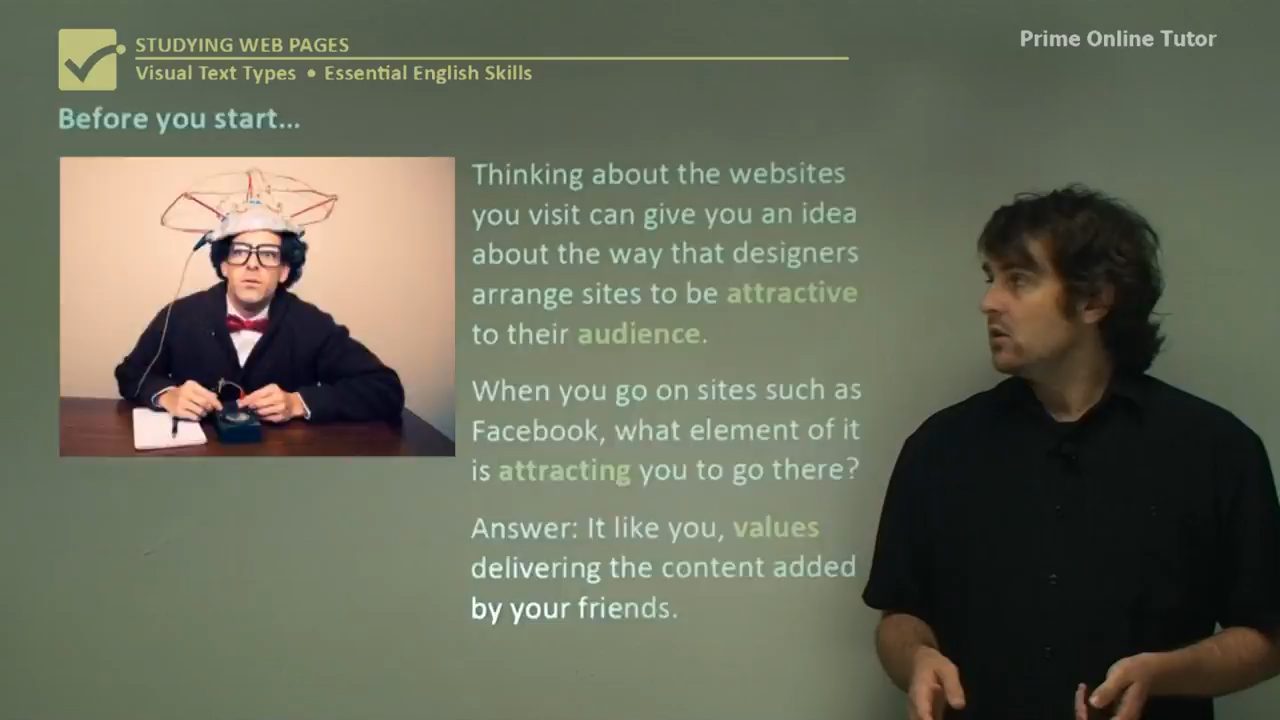 STUDYING WEB PAGES
Visual Text Types • Essential English Skills
Prime Online Tutor
Before you start...
Thinking about the websites
you visit can give you an idea
about the way that designers
arrange sites to be attractive
to their audience.
When you go on sites such as
Facebook, what element of it
is attracting you to go there?
Answer: It like you, values
delivering the content added
by your friends.